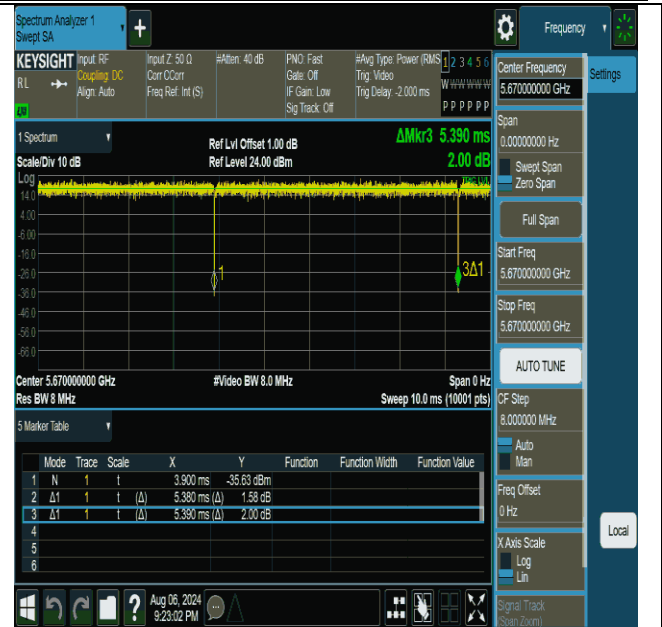 Spectrum Analyzer 1
Swept SA
Frequency
KEYSIGHT
RL
Input: RF
Coupling: DC
Align: Auto
Input Z: 50 Ω
Corr CCorr
Freq Ref: Int (S)
#Atten: 40 dB
PNO: Fast
Gate: Off
IF Gain: Low
Sig Track: Off
#Avg Type: Power (RMS
Trig: Video
Trig Delay: -2.000 ms
1 2 3 4 5 6
W W W W W W
P P P P P P
1 Spectrum
Scale/Div 10 dB
Ref Lvl Offset 1.00 dB
Ref Level 24.00 dBm
ΔMkr3 5.390 ms
2.00 dB
Log
14.0
4.00
-6.00
-16.0
-26.0
-36.0
-46.0
-56.0
-66.0
1
3Δ1
Center 5.670000000 GHz
#Video BW 8.0 MHz
Span 0 Hz
Res BW 8 MHz
Sweep 10.0 ms (10001 pts)
5 Marker Table
Mode Trace Scale X Y Function Function Width Function Value
1 N 1 t 3.900 ms -35.63 dBm
2 Δ1 1 t (Δ) 5.380 ms (Δ) 1.58 dB
3 Δ1 1 t (Δ) 5.390 ms (Δ) 2.00 dB
4
5
6
Aug 06, 2024
9:23:02 PM
Center Frequency
5.670000000 GHz
Settings
Span
0.00000000 Hz
Swept Span
Zero Span
Full Span
Start Freq
5.670000000 GHz
Stop Freq
5.670000000 GHz
AUTO TUNE
CF Step
8.000000 MHz
Auto
Man
Freq Offset
0 Hz
X Axis Scale
Log
Lin
Signal Track
(Span Zoom)
Local